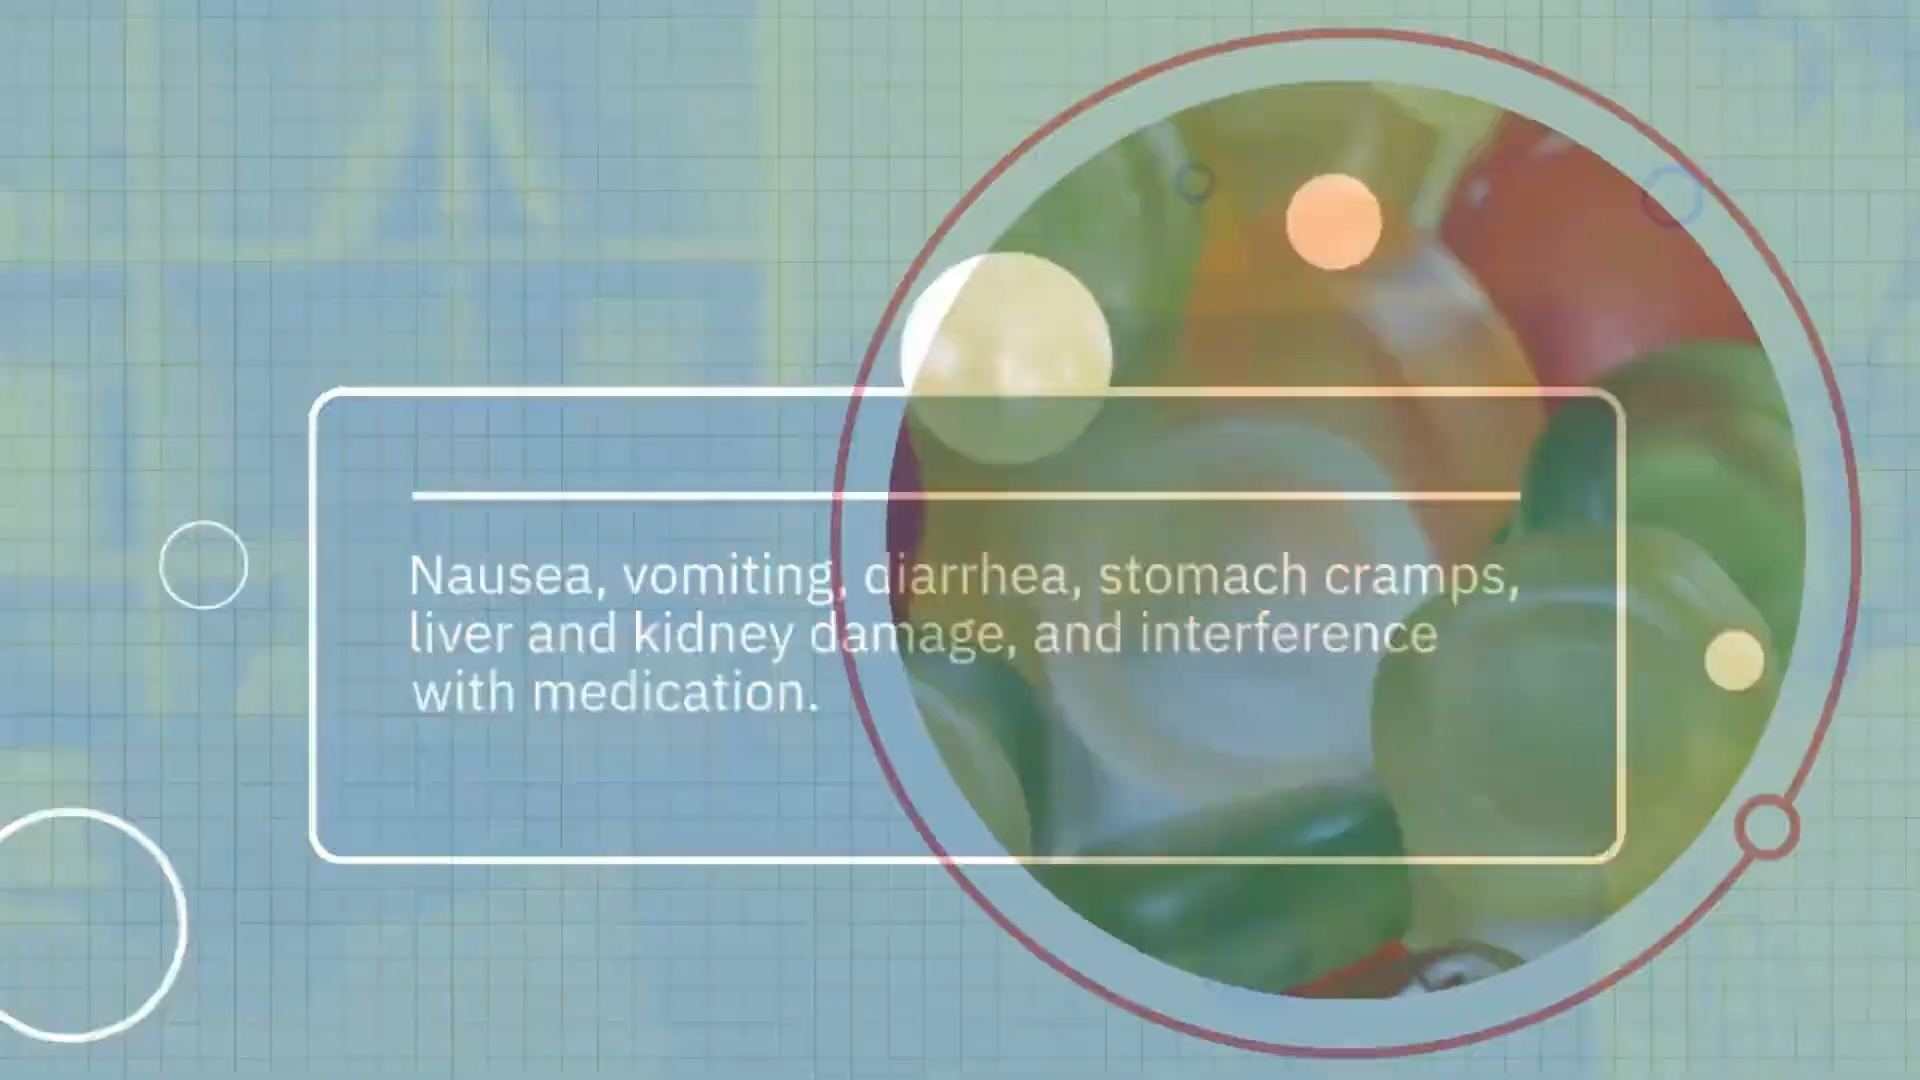 Nausea, vomiting, diarrhea, stomach cramps,
liver and kidney damage, and interference
with medication.